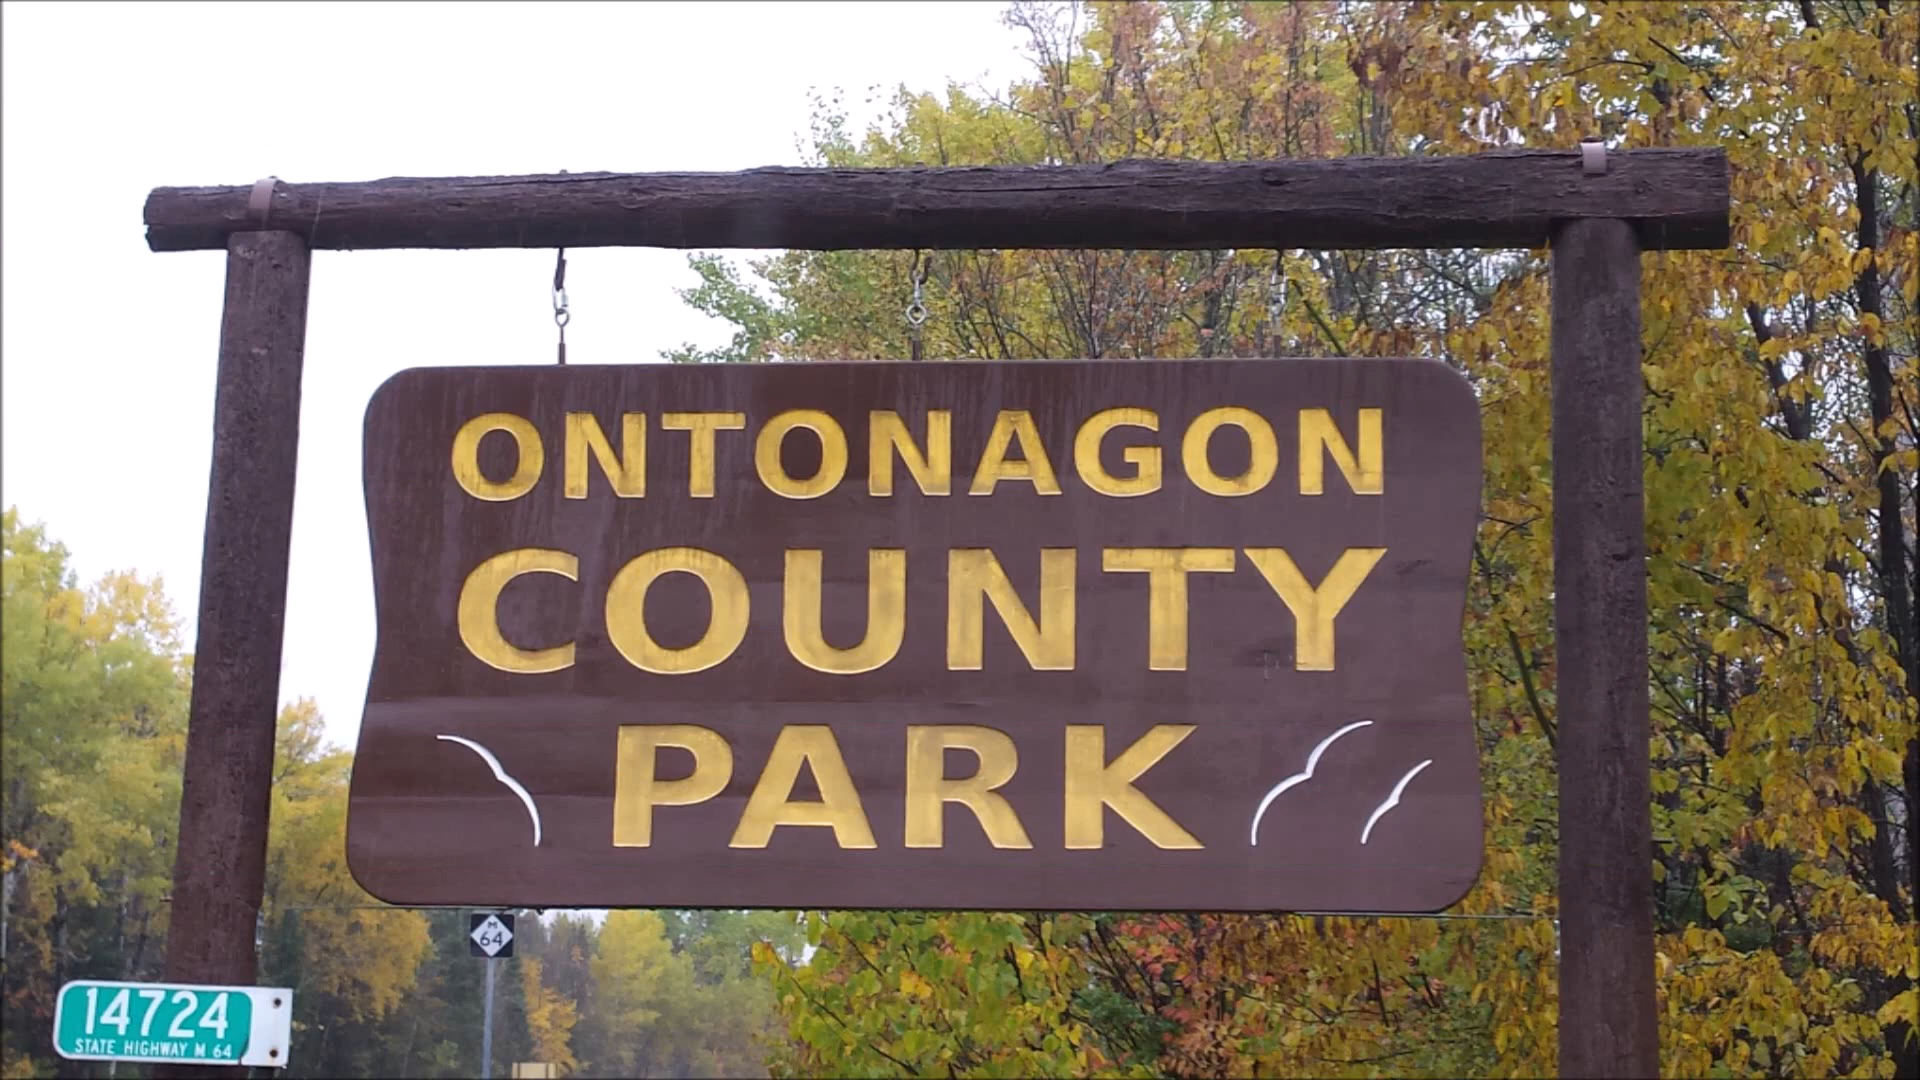 ONTONAGON
COUNTY
PARK
M
64
14724
STATE HIGHWAY M 64